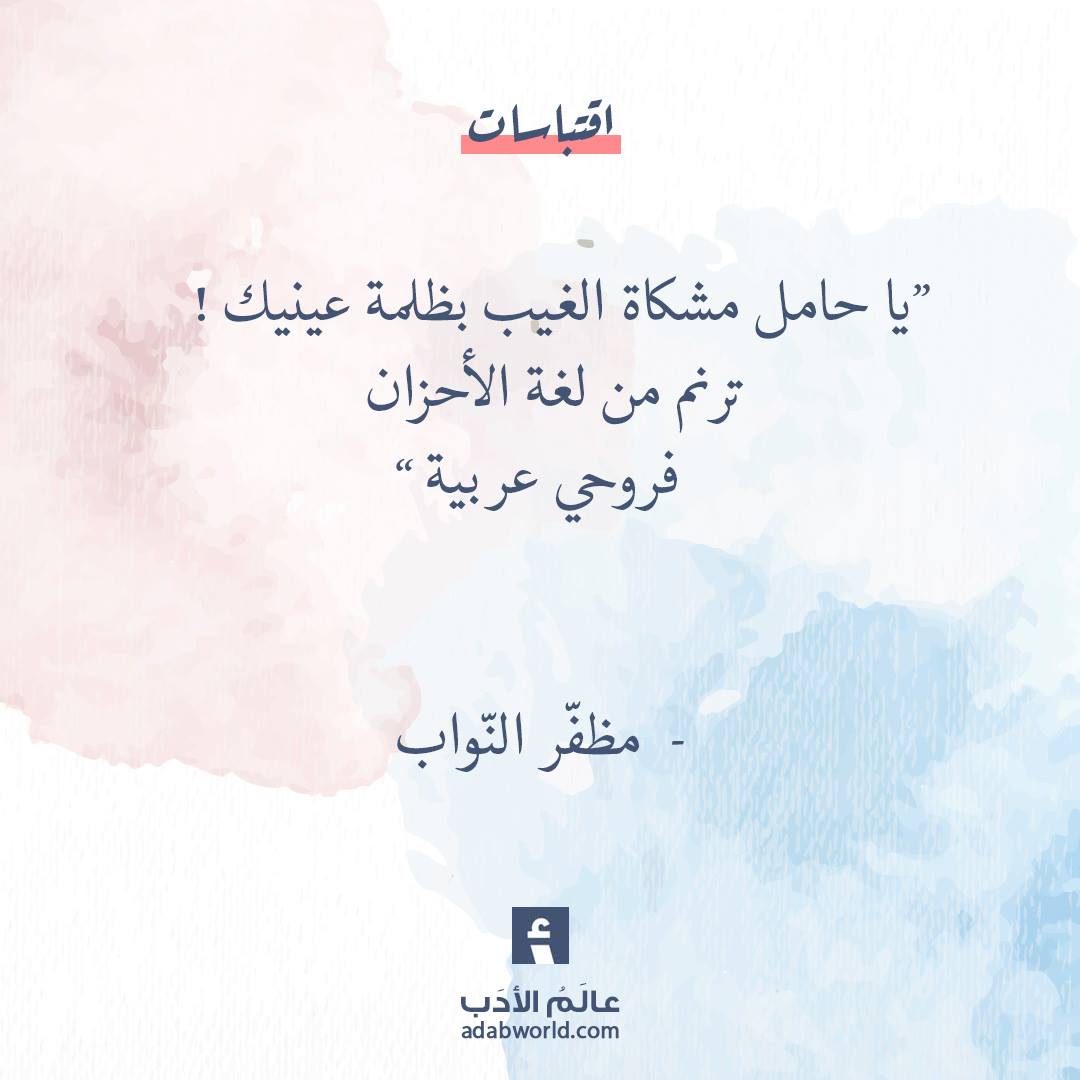 اقتباسات
”يا حامل مشكاة الغيب بظلمة عينيك !
ترنم من لغة الأحزان
فروحي عربية “
- مظفّر النّواب
أ
عالَمُ الأدَب
adabworld.com